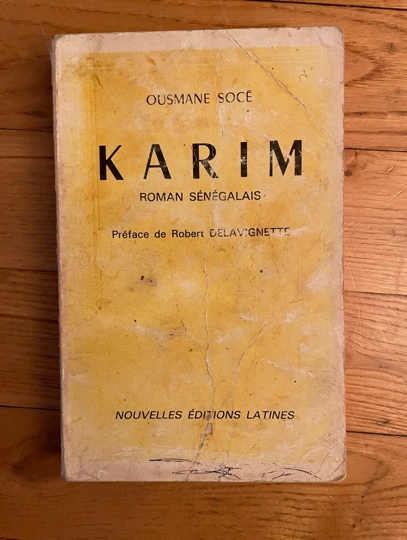 OUSMANE SOCÉ
KARIM
ROMAN SÉNÉGALAIS
Préface de Robert DELAVIGNETTE
NOUVELLES ÉDITIONS LATINES